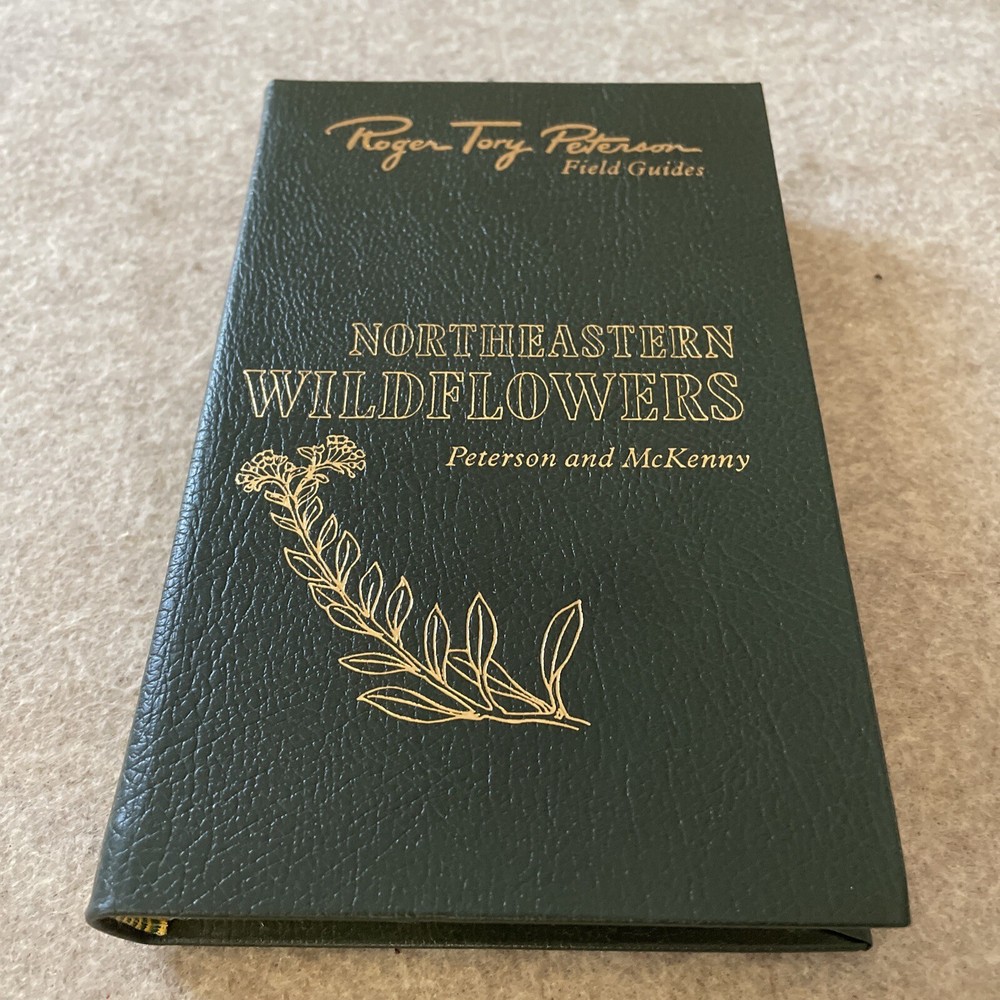 Roger Tory Peterson
Field Guides
NORTHEASTERN
WILDFLOWERS
Peterson and McKenny